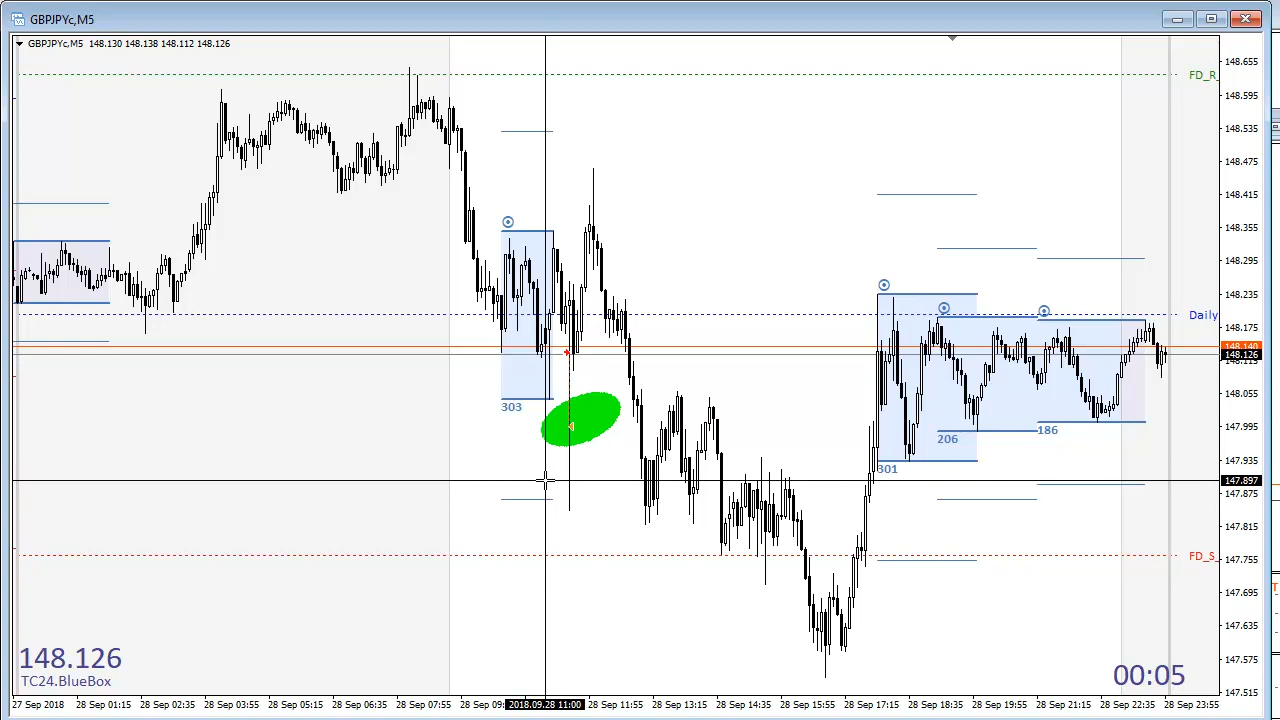 GBPJPYc,M5
GBPJPYc,M5 148.130 148.138 148.112 148.126
148.655
FD_R_
148.595
148.535
148.475
148.415
148.355
148.295
148.235
Daily
148.175
148.140
148.126
148.055
303
147.995
186
206
147.935
301
147.897
147.875
147.815
FD_S_
147.755
147.695
147.635
148.126
TC24.BlueBox
00:05
147.575
147.515
27 Sep 2018
28 Sep 01:15
28 Sep 02:35
28 Sep 03:55
28 Sep 05:15
28 Sep 06:35
28 Sep 07:55
28 Sep 09:
2018.09.28 11:00
28 Sep 11:55
28 Sep 13:1
28 Sep 14:35
28 Sep 15:55
28 Sep 17:35
28 Sep 18:35
28 Sep 19:55
28 Sep 21:15
28 Sep 22:35
28 Sep 23:55